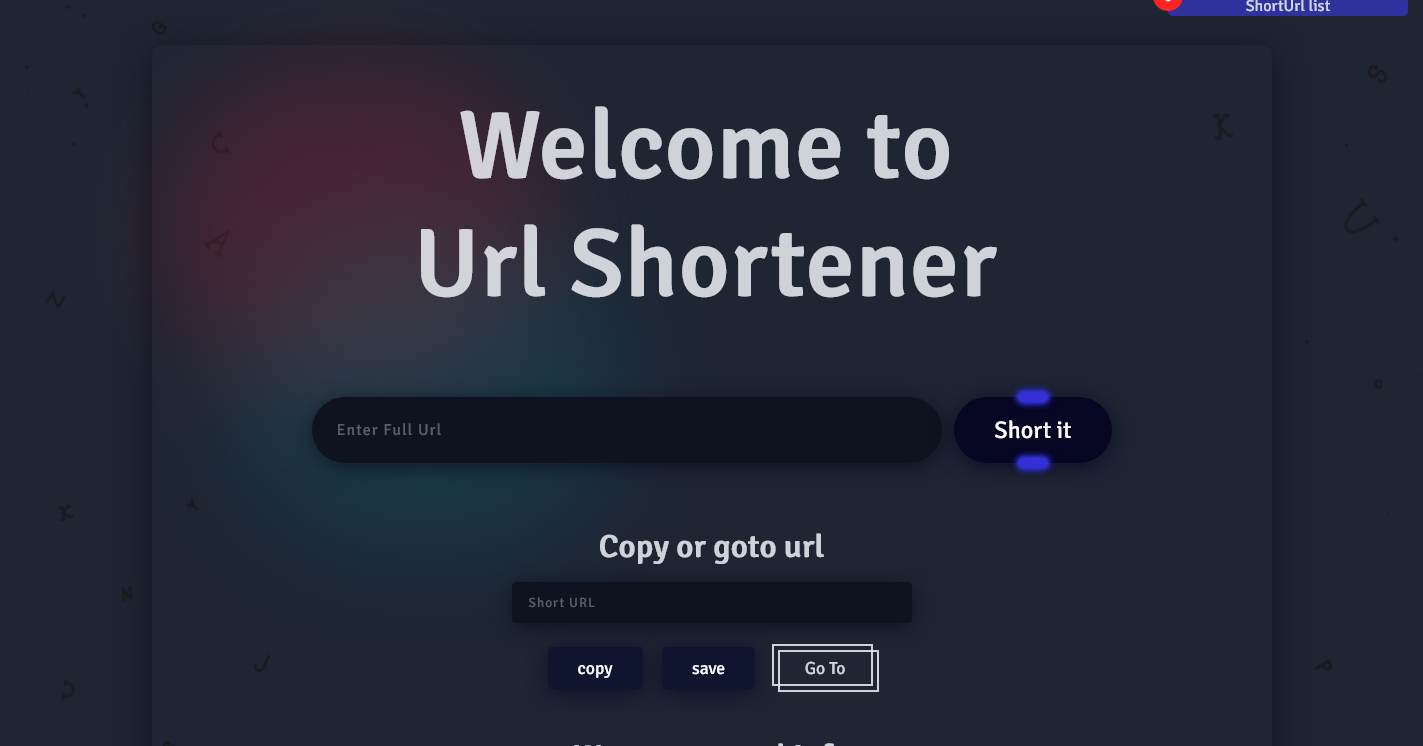 ShortUrl list
Welcome to
Url Shortener
Enter Full Url
Short it
Copy or goto url
Short URL
copy
save
Go To